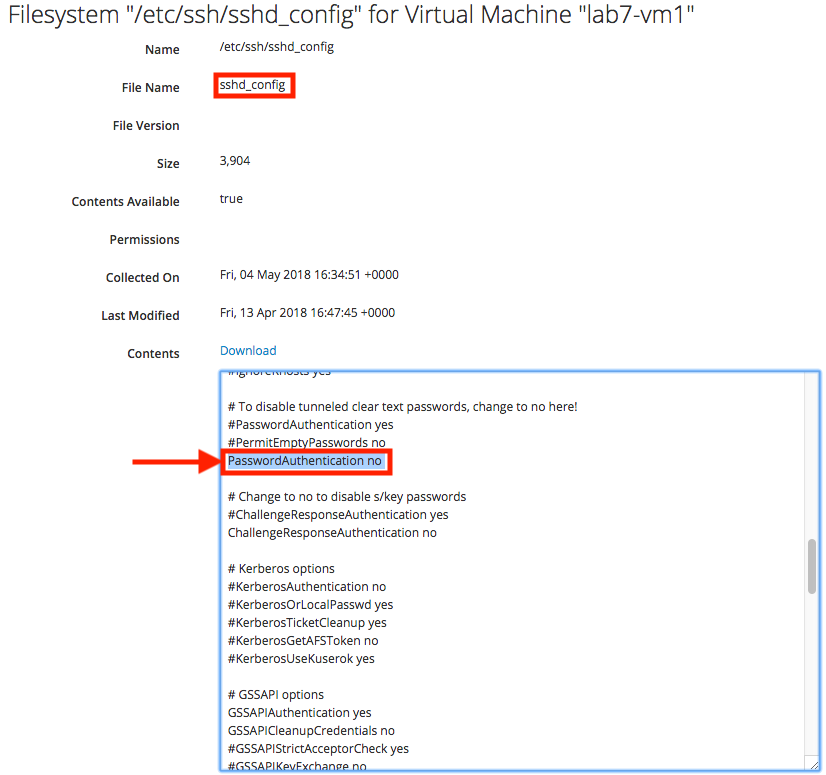 Filesystem "/etc/ssh/sshd_config" for Virtual Machine "lab7-vm1"
Name /etc/ssh/sshd_config
File Name sshd_config
File Version
Size 3,904
Contents Available true
Permissions
Collected On Fri, 04 May 2018 16:34:51 +0000
Last Modified Fri, 13 Apr 2018 16:47:45 +0000
Contents Download
#IgnoreRhosts yes
# To disable tunneled clear text passwords, change to no here!
#PasswordAuthentication yes
#PermitEmptyPasswords no
PasswordAuthentication no
# Change to no to disable s/key passwords
#ChallengeResponseAuthentication yes
ChallengeResponseAuthentication no
# Kerberos options
#KerberosAuthentication no
#KerberosOrLocalPasswd yes
#KerberosTicketCleanup yes
#KerberosGetAFSToken no
#KerberosUseKuserok yes
# GSSAPI options
GSSAPIAuthentication yes
GSSAPICleanupCredentials no
#GSSAPIStrictAcceptorCheck yes
#GSSAPIKeyExchange no